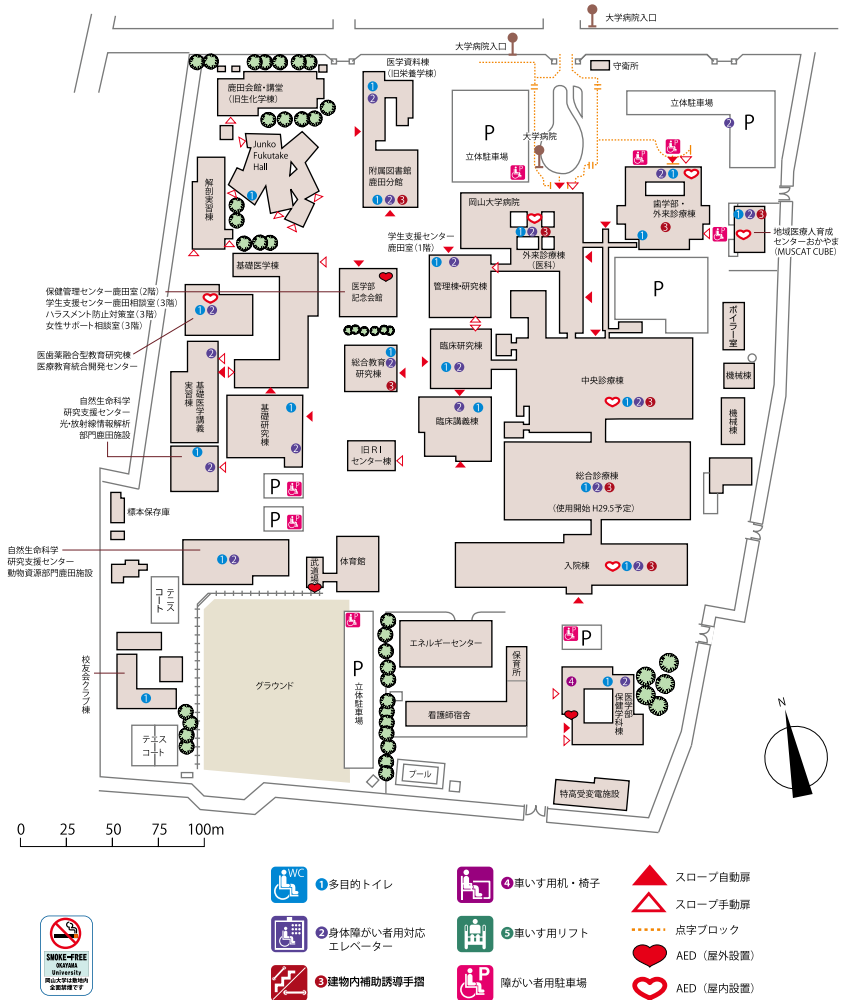 大学病院入口
大学病院入口
守衛所
医学資料棟
(旧栄養学棟)
鹿田会館・講堂
(旧生化学棟)
立体駐車場
P
P
立体駐車場
大学病院
Junko
Fukutake
Hall
附属図書館
鹿田分館
解剖実習棟
岡山大学病院
歯学部・
外来診療棟
外来診療棟
(医科)
地域医療人育成
センターおかやま
(MUSCAT CUBE)
学生支援センター
鹿田室(1階)
基礎医学棟
医学部
記念会館
管理棟・研究棟
P
保健管理センター鹿田室(2階)
学生支援センター鹿田相談室(3階)
ハラスメント防止対策室(3階)
女性サポート相談室(3階)
ボイラー室
医歯薬融合型教育研究棟
医療教育統合開発センター
総合教育
研究棟
臨床研究棟
中央診療棟
機械棟
基礎医学講義
実習棟
自然生命科学
研究支援センター
光・放射線情報解析
部門鹿田施設
基礎研究棟
臨床講義棟
機械棟
旧RI
センター棟
総合診療棟
(使用開始 H29.5予定)
P
P
標本保存庫
自然生命科学
研究支援センター
動物資源部門鹿田施設
武道場
体育館
入院棟
テニス
コート
P
立体駐車場
エネルギーセンター
保育所
P
校友会クラブ棟
グラウンド
看護師宿舎
医学部
保健学科棟
4
テニス
コート
プール
特高受変電施設
N
0 25 50 75 100m
WC
1多目的トイレ
4車いす用机・椅子
スロープ自動扉
スロープ手動扉
2身体障がい者用対応
エレベーター
5車いす用リフト
点字ブロック
AED(屋外設置)
3建物内補助誘導手摺
P
障がい者用駐車場
AED(屋内設置)
SMOKE-FREE
OKAYAMA
University
岡山大学は敷地内
全面禁煙です